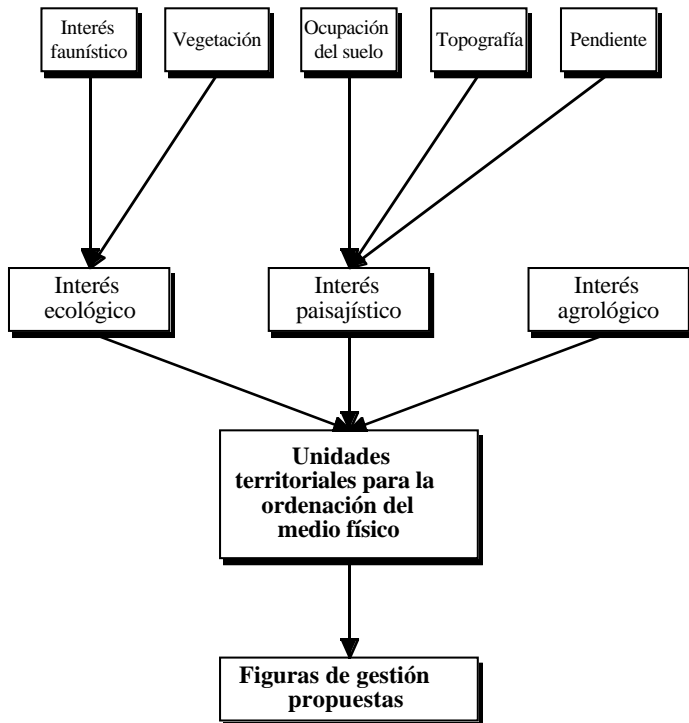 Interés
faunístico
Vegetación
Ocupación
del suelo
Topografía
Pendiente
Interés
ecológico
Interés
paisajístico
Interés
agrológico
Unidades
territoriales para la
ordenación del
medio físico
Figuras de gestión
propuestas